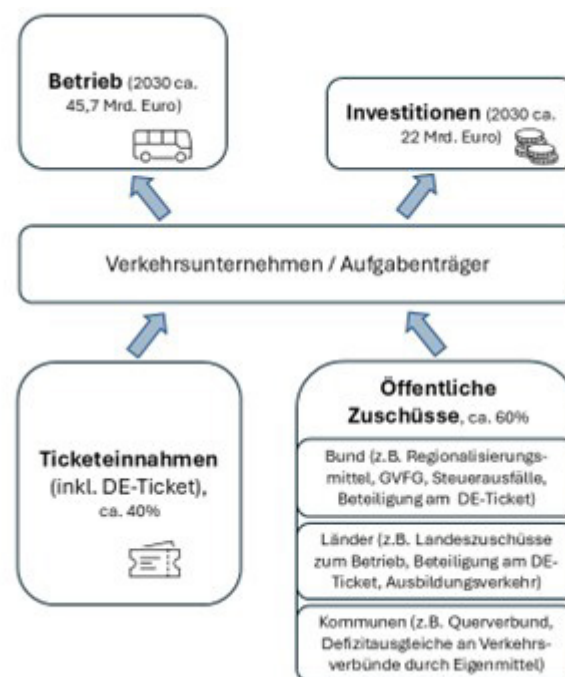 Betrieb (2030 ca.
45,7 Mrd. Euro)
Investitionen (2030 ca.
22 Mrd. Euro)
Verkehrsunternehmen / Aufgabenträger
Ticketeinnahmen
(inkl. DE-Ticket),
ca. 40%
Öffentliche
Zuschüsse, ca. 60%
Bund (z.B. Regionalisierungs-
mittel, GVFG, Steuerausfälle,
Beteiligung am DE-Ticket)
Länder (z.B. Landeszuschüsse
zum Betrieb, Beteiligung am DE-
Ticket, Ausbildungsverkehr)
Kommunen (z.B. Querverbund,
Defizitausgleiche an Verkehrs-
verbünde durch Eigenmittel)